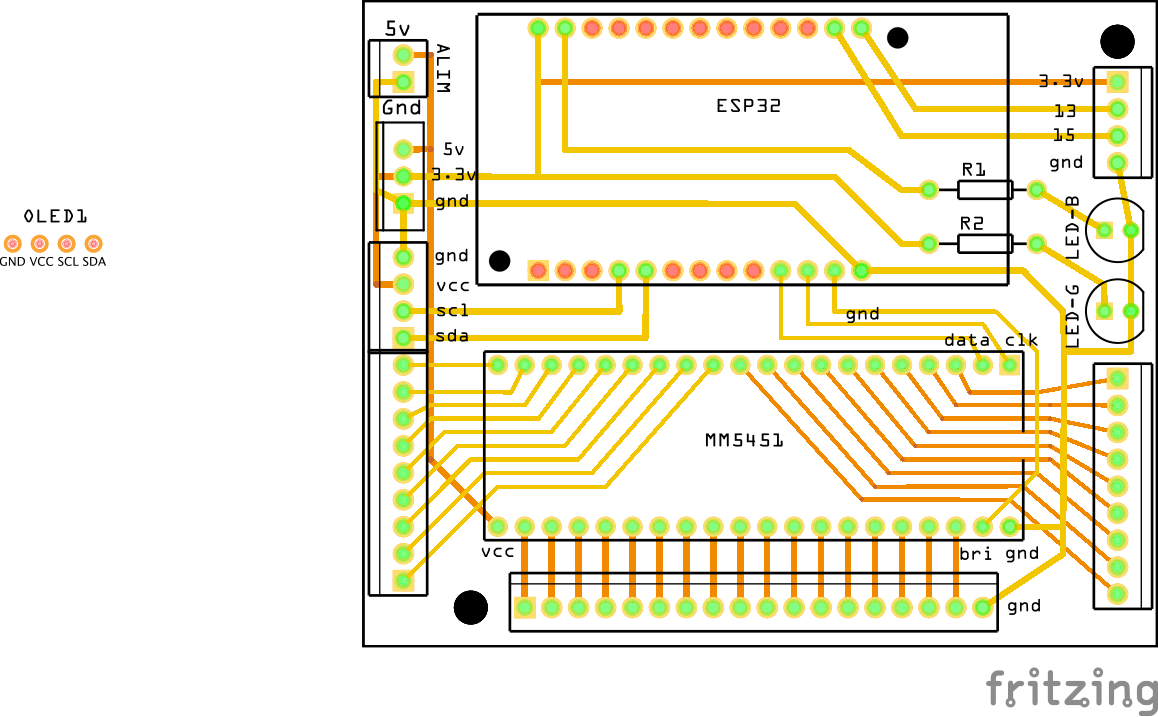 5v
ALIM
Gnd
5v
3.3v
gnd
gnd
vcc
scl
sda
OLED1
GND VCC SCL SDA
ESP32
3.3v
13
15
gnd
R1
R2
LED-B
LED-G
gnd
data clk
MM5451
vcc
bri gnd
gnd
fritzing